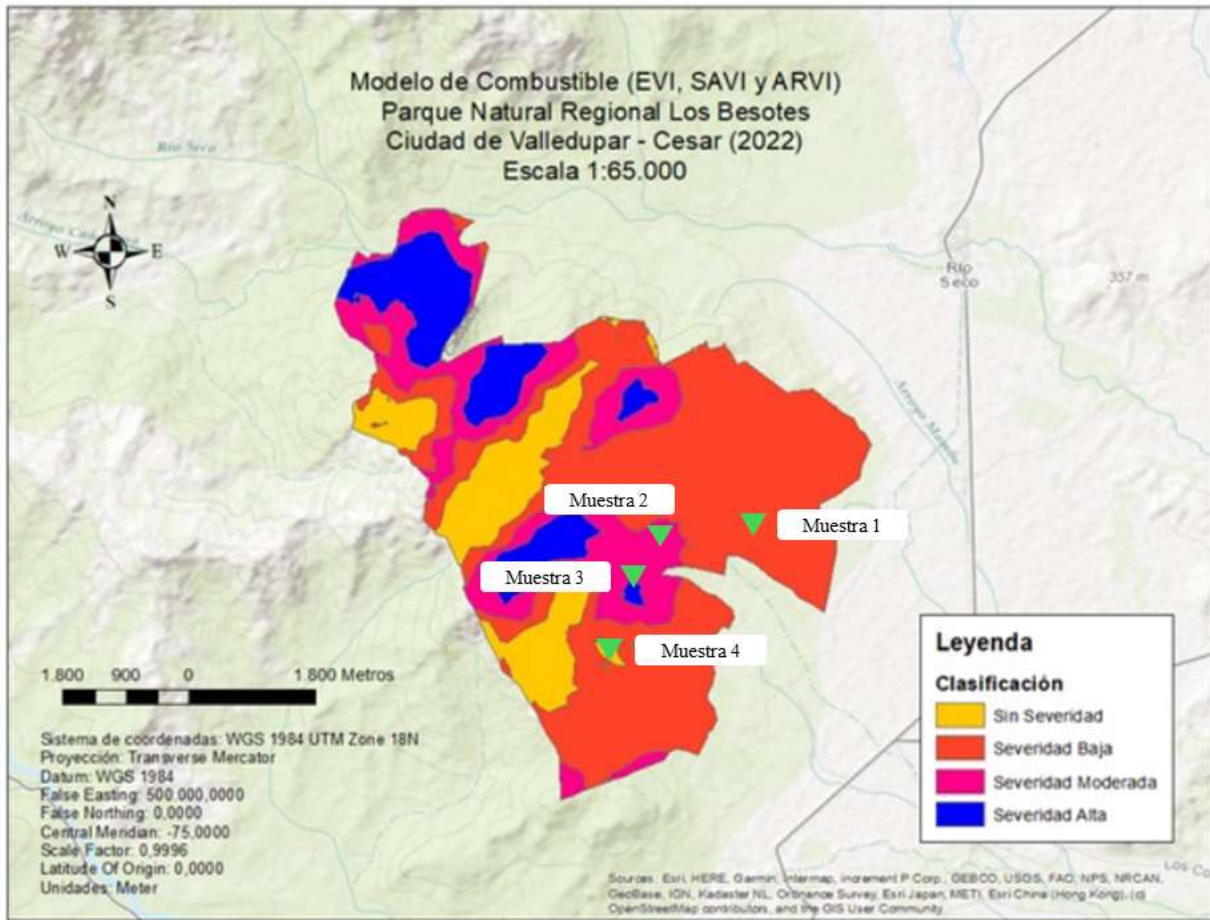 Modelo de Combustible (EVI, SAVI y ARVI)
Parque Natural Regional Los Besotes
Ciudad de Valledupar - Cesar (2022)
Escala 1:65.000
Río Seco
Arroyo
N
W
E
S
Río
Seco
357 m
Arroyo
Muestra 2
Muestra 1
Muestra 3
Muestra 4
1.800 900 0 1.800 Metros
Sistema de coordenadas: WGS 1984 UTM Zone 18N
Proyección: Transverse Mercator
Datum: WGS 1984
False Easting: 500.000,0000
False Northing: 0,0000
Central Meridian: -75,0000
Scale Factor: 0,9996
Latitude Of Origin: 0,0000
Unidades: Meter
Leyenda
Clasificación
Sin Severidad
Severidad Baja
Severidad Moderada
Severidad Alta
Los Co
Sources: Esri, HERE, Garmin, Intermap, increment P Corp., GEBCO, USGS, FAO, NPS, NRCAN,
GeoBase, IGN, Kadaster NL, Ordnance Survey, Esri Japan, METI, Esri China (Hong Kong), (c)
OpenStreetMap contributors, and the GIS User Community